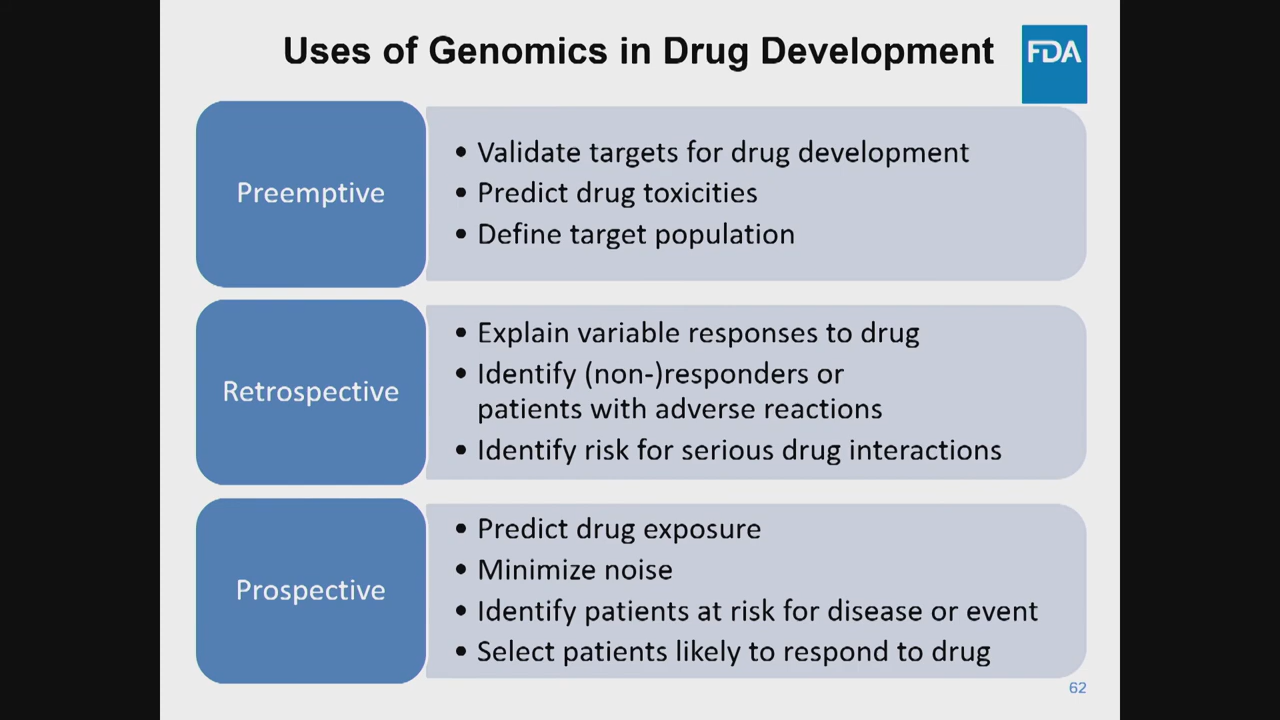 Uses of Genomics in Drug Development
FDA
Preemptive
• Validate targets for drug development
• Predict drug toxicities
• Define target population
Retrospective
• Explain variable responses to drug
• Identify (non-)responders or
patients with adverse reactions
• Identify risk for serious drug interactions
Prospective
• Predict drug exposure
• Minimize noise
• Identify patients at risk for disease or event
• Select patients likely to respond to drug
62